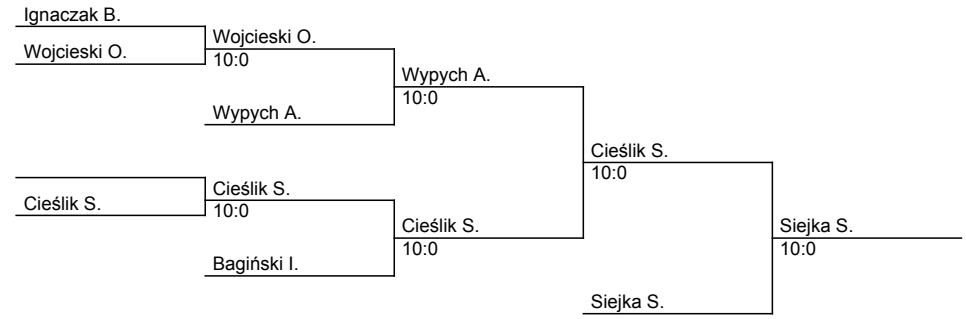 Ignaczak B.
Wojcieski O.
Wojcieski O.
10:0
Wypych A.
10:0
Wypych A.
Cieślik S.
10:0
Cieślik S.
Cieślik S.
10:0
Cieślik S.
10:0
Siejka S.
10:0
Bagiński I.
Siejka S.